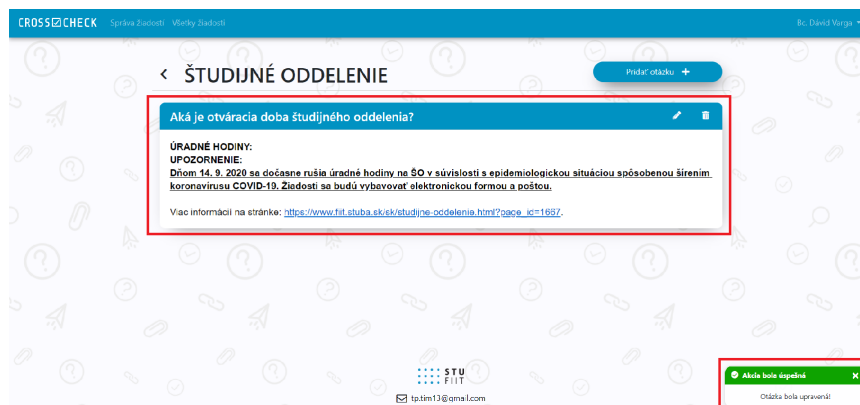 CROSS CHECK Správa žiadostí Všetky žiadosti Bc. Dávid Varga
ŠTUDIJNÉ ODDELENIE
Pridať otázku +
Aká je otváracia doba študijného oddelenia?
ÚRADNÉ HODINY:
UPOZORNENIE:
Dňom 14. 9. 2020 sa dočasne rušia úradné hodiny na ŠO v súvislosti s epidemiologickou situáciou spôsobenou šírením
koronavírusu COVID-19. Žiadosti sa budú vybavovať elektronickou formou a poštou.
Viac informácií na stránke: https://www.fiit.stuba.sk/sk/studijne-oddelenie.html?page_id=1667.
STU
FIIT
tp.tim13@gmail.com
Akcia bola úspešná
Otázka bola upravená!